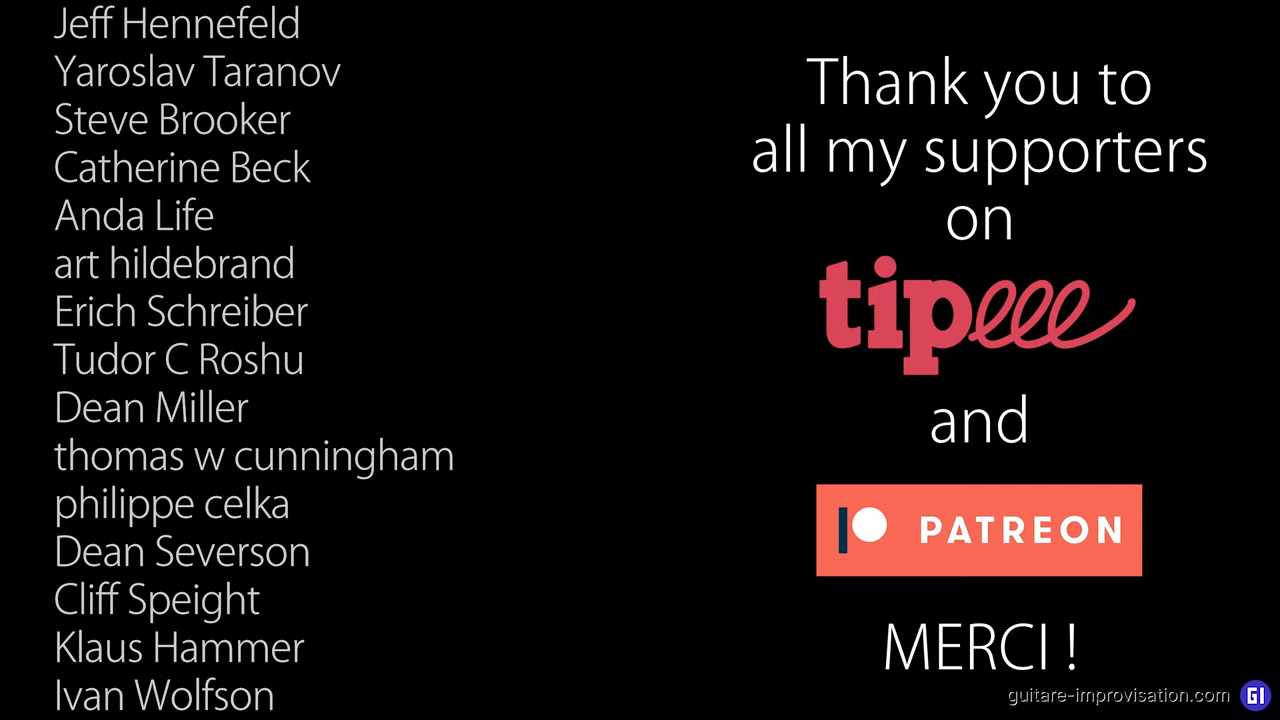 Jeff Hennefeld
Yaroslav Taranov
Steve Brooker
Catherine Beck
Anda Life
art hildebrand
Erich Schreiber
Tudor C Roshu
Dean Miller
thomas w cunningham
philippe celka
Dean Severson
Cliff Speight
Klaus Hammer
Ivan Wolfson
Thank you to
all my supporters
on
tipeee
and
PATREON
MERCI !
guitare-improvisation.com GI